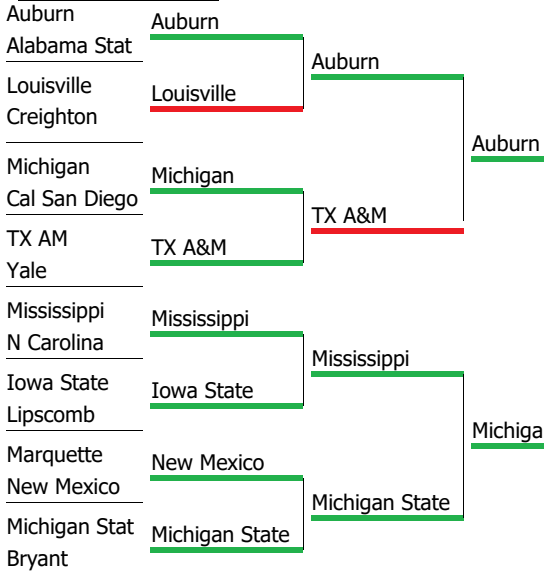 Auburn
Alabama Stat
Louisville
Creighton
Michigan
Cal San Diego
TX AM
Yale
Mississippi
N Carolina
Iowa State
Lipscomb
Marquette
New Mexico
Michigan Stat
Bryant
Auburn
Louisville
Michigan
TX A&M
Mississippi
Iowa State
New Mexico
Michigan State
Auburn
TX A&M
Mississippi
Michigan State
Auburn
Michiga